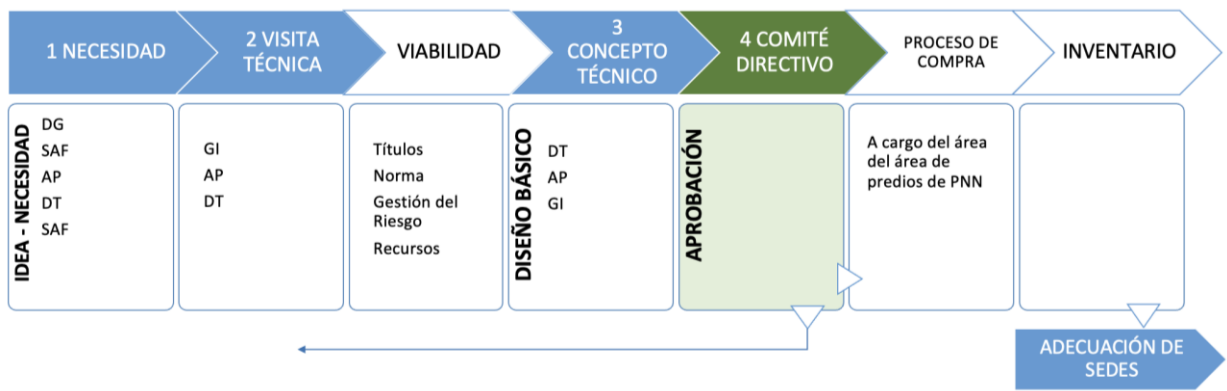 1 NECESIDAD
2 VISITA
TÉCNICA
VIABILIDAD
3
CONCEPTO
TÉCNICO
4 COMITÉ
DIRECTIVO
PROCESO DE
COMPRA
INVENTARIO
IDEA - NECESIDAD
DG
SAF
AP
DT
SAF
GI
AP
DT
Títulos
Norma
Gestión del
Riesgo
Recursos
DISEÑO BÁSICO
DT
AP
GI
APROBACIÓN
A cargo del área
del área de
predios de PNN
ADECUACIÓN DE
SEDES